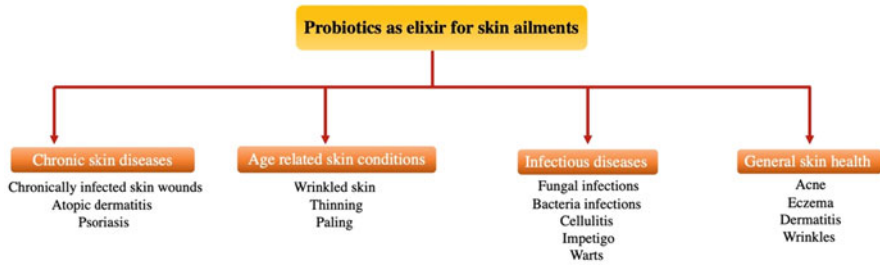 Probiotics as elixir for skin ailments
Chronic skin diseases
Chronically infected skin wounds
Atopic dermatitis
Psoriasis
Age related skin conditions
Wrinkled skin
Thinning
Paling
Infectious diseases
Fungal infections
Bacteria infections
Cellulitis
Impetigo
Warts
General skin health
Acne
Eczema
Dermatitis
Wrinkles